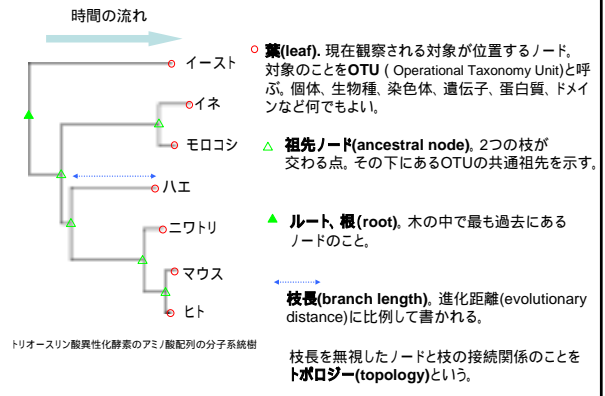 時間の流れ
イースト
イネ
モロコシ
ハエ
ニワトリ
マウス
ヒト
トリオースリン酸異性化酵素のアミノ酸配列の分子系統樹
葉(leaf). 現在観察される対象が位置するノード。
対象のことをOTU ( Operational Taxonomy Unit)と呼
ぶ。個体、生物種、染色体、遺伝子、蛋白質、ドメイ
ンなど何でもよい。
祖先ノード(ancestral node)。2つの枝が
交わる点。その下にあるOTUの共通祖先を示す。
ルート、根(root)。木の中で最も過去にある
ノードのこと。
枝長(branch length)。進化距離(evolutionary
distance)に比例して書かれる。
枝長を無視したノードと枝の接続関係のことを
トポロジー(topology)という。